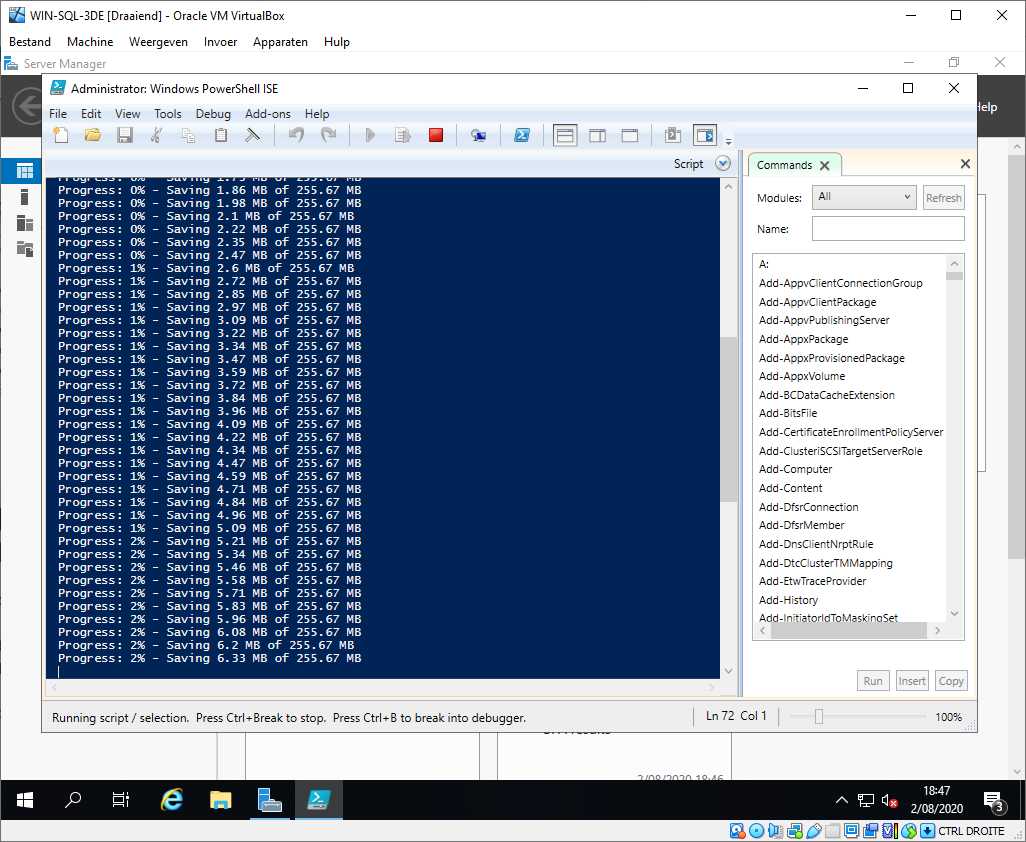 WIN-SQL-3DE [Draaiend] - Oracle VM VirtualBox
Bestand Machine Weergeven Invoer Apparaten Hulp
Server Manager
Help
Administrator: Windows PowerShell ISE
File Edit View Tools Debug Add-ons Help
Script
Progress: 0% - Saving 1.73 MB of 255.67 MB
Progress: 0% - Saving 1.86 MB of 255.67 MB
Progress: 0% - Saving 1.98 MB of 255.67 MB
Progress: 0% - Saving 2.1 MB of 255.67 MB
Progress: 0% - Saving 2.22 MB of 255.67 MB
Progress: 0% - Saving 2.35 MB of 255.67 MB
Progress: 0% - Saving 2.47 MB of 255.67 MB
Progress: 1% - Saving 2.6 MB of 255.67 MB
Progress: 1% - Saving 2.72 MB of 255.67 MB
Progress: 1% - Saving 2.85 MB of 255.67 MB
Progress: 1% - Saving 2.97 MB of 255.67 MB
Progress: 1% - Saving 3.09 MB of 255.67 MB
Progress: 1% - Saving 3.22 MB of 255.67 MB
Progress: 1% - Saving 3.34 MB of 255.67 MB
Progress: 1% - Saving 3.47 MB of 255.67 MB
Progress: 1% - Saving 3.59 MB of 255.67 MB
Progress: 1% - Saving 3.72 MB of 255.67 MB
Progress: 1% - Saving 3.84 MB of 255.67 MB
Progress: 1% - Saving 3.96 MB of 255.67 MB
Progress: 1% - Saving 4.09 MB of 255.67 MB
Progress: 1% - Saving 4.22 MB of 255.67 MB
Progress: 1% - Saving 4.34 MB of 255.67 MB
Progress: 1% - Saving 4.47 MB of 255.67 MB
Progress: 1% - Saving 4.59 MB of 255.67 MB
Progress: 1% - Saving 4.71 MB of 255.67 MB
Progress: 1% - Saving 4.84 MB of 255.67 MB
Progress: 1% - Saving 4.96 MB of 255.67 MB
Progress: 1% - Saving 5.09 MB of 255.67 MB
Progress: 2% - Saving 5.21 MB of 255.67 MB
Progress: 2% - Saving 5.34 MB of 255.67 MB
Progress: 2% - Saving 5.46 MB of 255.67 MB
Progress: 2% - Saving 5.58 MB of 255.67 MB
Progress: 2% - Saving 5.71 MB of 255.67 MB
Progress: 2% - Saving 5.83 MB of 255.67 MB
Progress: 2% - Saving 5.96 MB of 255.67 MB
Progress: 2% - Saving 6.08 MB of 255.67 MB
Progress: 2% - Saving 6.2 MB of 255.67 MB
Progress: 2% - Saving 6.33 MB of 255.67 MB
Commands
Modules: All Refresh
Name:
A:
Add-AppvClientConnectionGroup
Add-AppvClientPackage
Add-AppvPublishingServer
Add-AppxPackage
Add-AppxProvisionedPackage
Add-AppxVolume
Add-BCDataCacheExtension
Add-BitsFile
Add-CertificateEnrollmentPolicyServer
Add-ClusteriSCSITargetServerRole
Add-Computer
Add-Content
Add-DfsrConnection
Add-DfsrMember
Add-DnsClientNrptRule
Add-DtcClusterTMMapping
Add-EtwTraceProvider
Add-History
Add-InitiatorIdToMaskingSet
Run Insert Copy
Running script / selection. Press Ctrl+Break to stop. Press Ctrl+B to break into debugger.
Ln 72 Col 1
100%
BPA results
2/08/2020 18:46
18:47
2/08/2020
3
CTRL DROITE